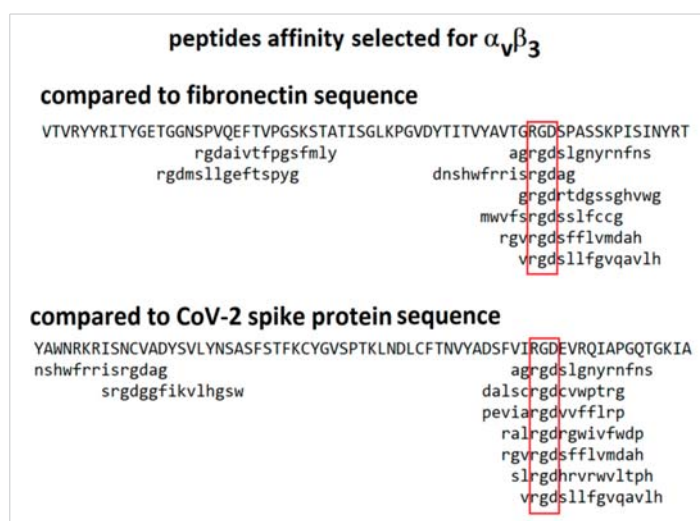 peptides affinity selected for αvβ3
compared to fibronectin sequence
VTVRYYRITYGETGGNSPVQEFTVPGSKSTATISGLKPGVDYTITVYAVTGRGDSPASSKPISINYRT
rgdaivtfpgsfmly agrgdslgnyrnfns
rgdmsllgeftspyg dnshwfrrisrgdag
grgdrtdgssghvwg
mwvfsrgdsslfccg
rgvrgdsfflvmdah
vrgdsllfgvqavlh
compared to CoV-2 spike protein sequence
YAWNRKRISNCVADYSVLYNSASFSTFKCYGVSPTKLNDLCFTNVYADSFVIRGDEVRQIAPGQTGKIA
nshwfrrisrgdag agrgdslgnyrnfns
srgdggfikvlhgsw dalscrgdcvwptrg
peviargdvvfflrp
ralrgdrgwivfwdp
rgvrgdsfflvmdah
slrgdhrvrwvltph
vrgdsllfgvqavlh